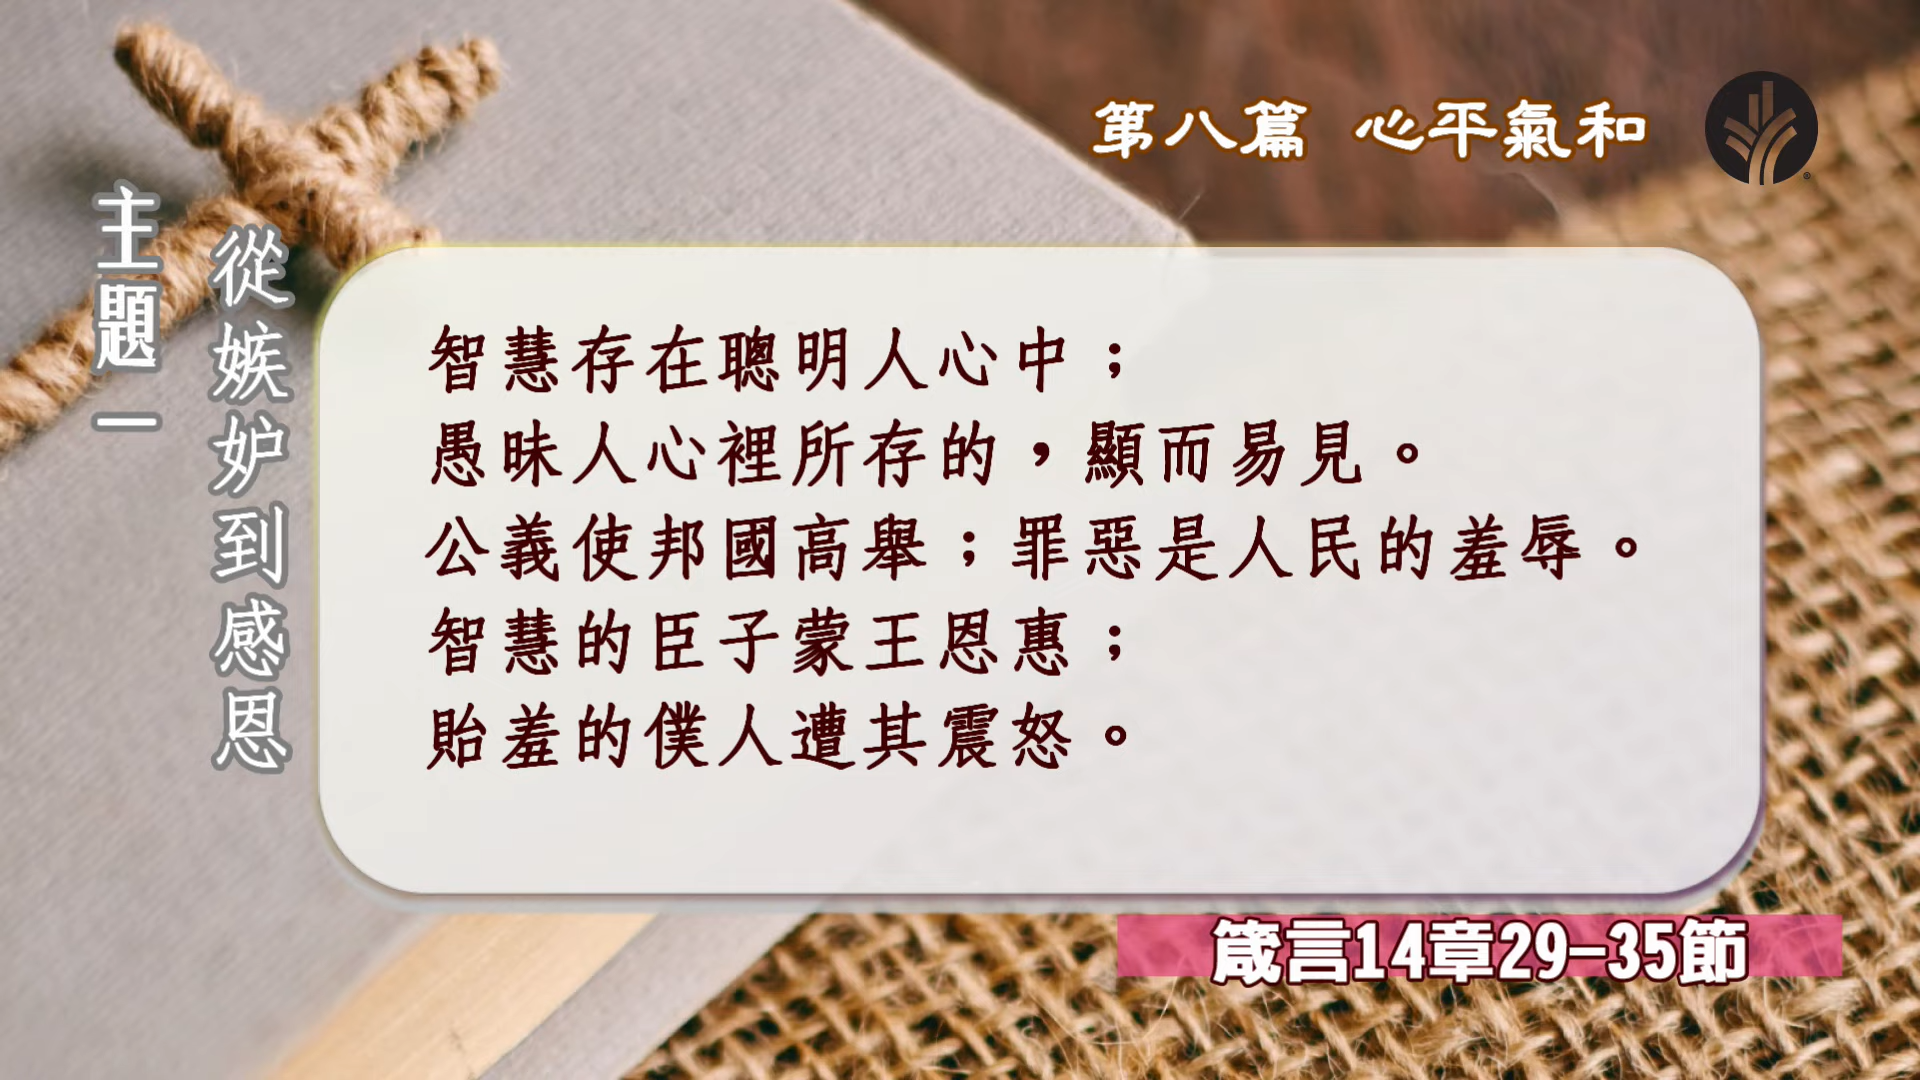 第八篇 心平氣和
主題一
從嫉妒到感恩
智慧存在聰明人心中；
愚昧人心裡所存的，顯而易見。
公義使邦國高舉；罪惡是人民的羞辱。
智慧的臣子蒙王恩惠；
貽羞的僕人遭其震怒。
箴言14章29-35節